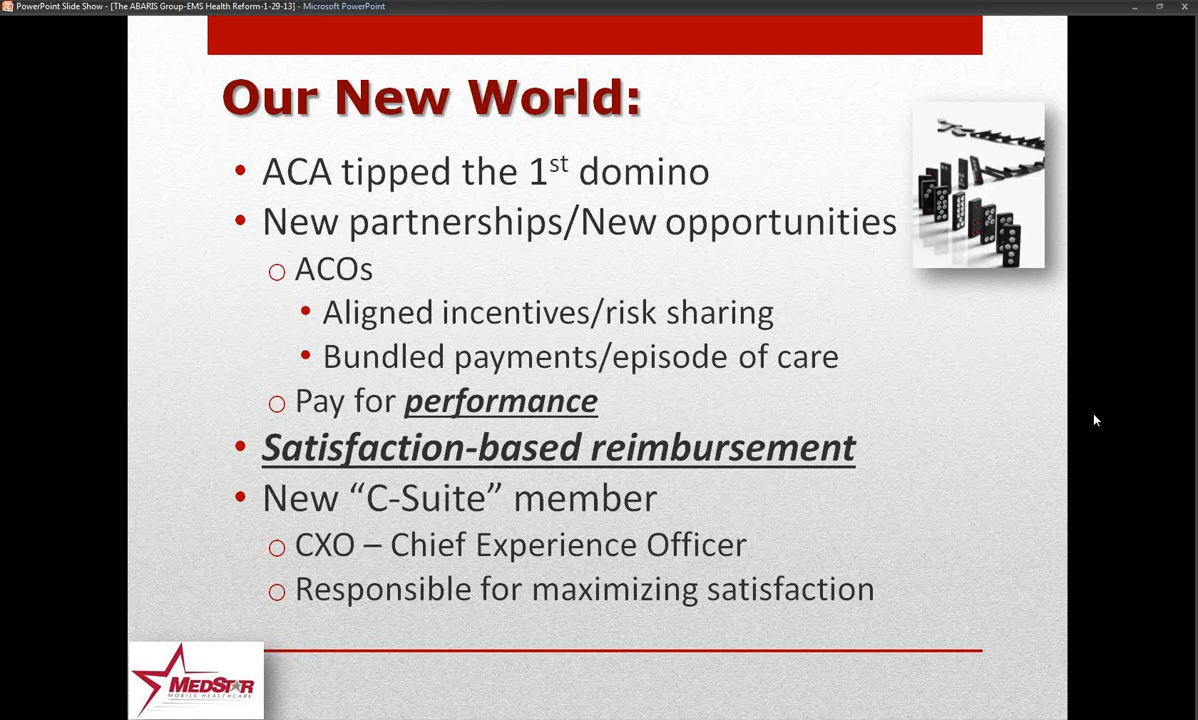 PowerPoint Slide Show - [The ABARIS Group-EMS Health Reform-1-29-13] - Microsoft PowerPoint
Our New World:
• ACA tipped the 1st domino
• New partnerships/New opportunities
○ ACOs
• Aligned incentives/risk sharing
• Bundled payments/episode of care
○ Pay for performance
• Satisfaction-based reimbursement
• New “C-Suite” member
○ CXO – Chief Experience Officer
○ Responsible for maximizing satisfaction
MEDSTAR
MOBILE HEALTHCARE